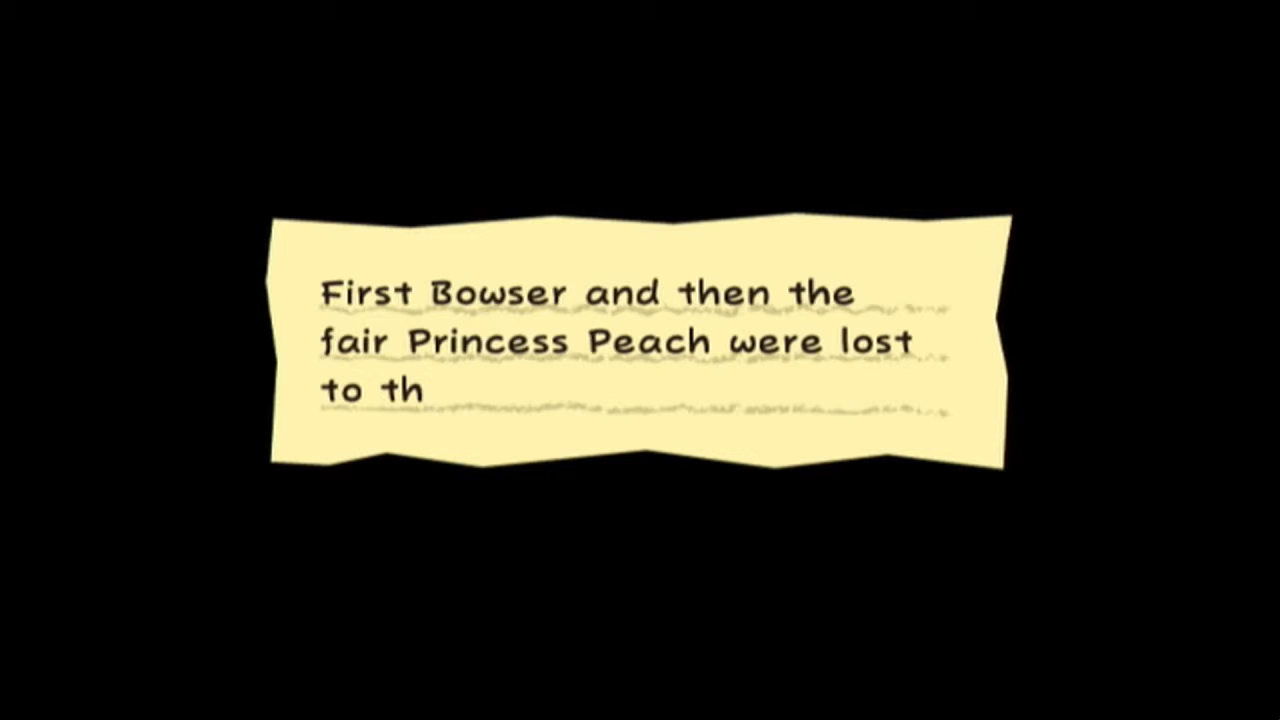 First Bowser and then the
fair Princess Peach were lost
to th